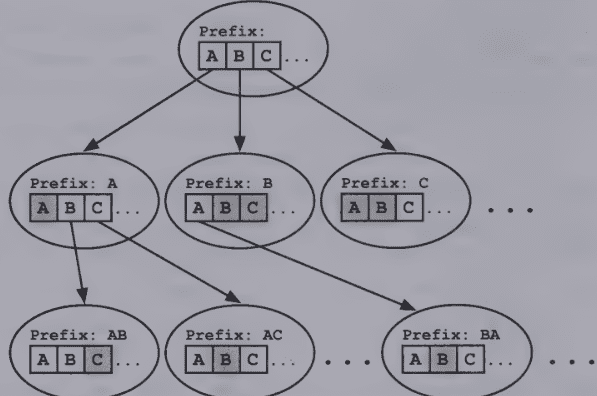 Prefix:
A B C ...
Prefix: A
A B C ...
Prefix: B
A B C ...
Prefix: C
A B C ...
...
Prefix: AB
A B C ...
Prefix: AC
A B C ...
...
Prefix: BA
A B C ...
...